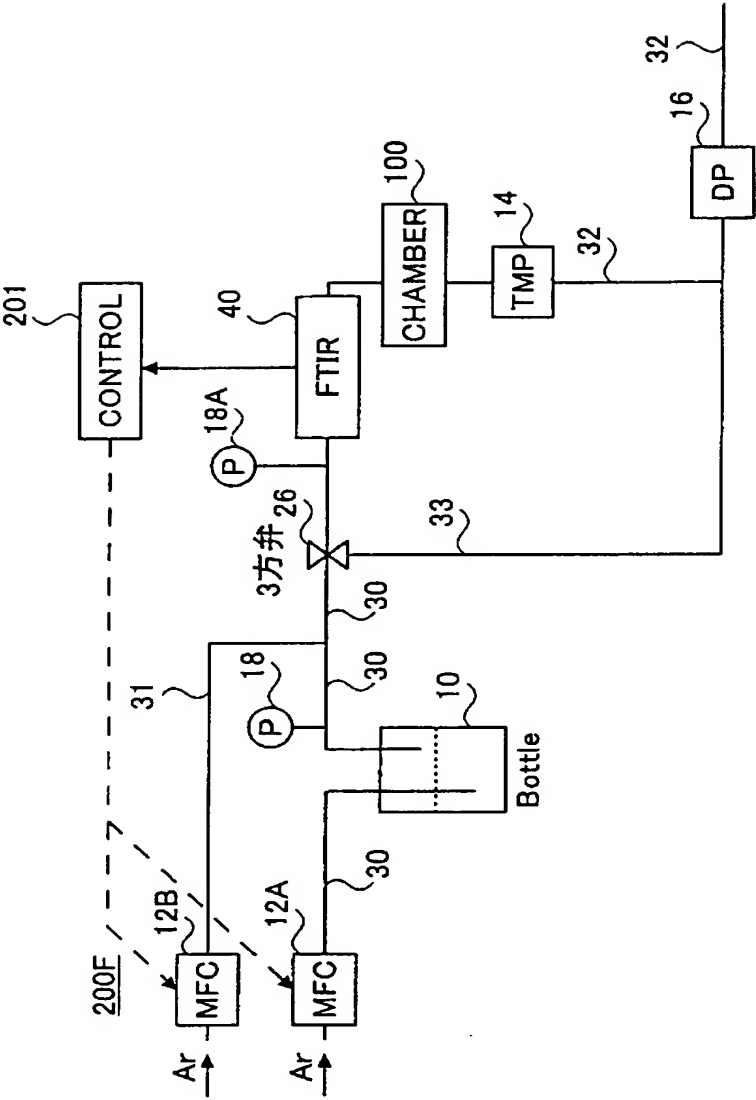 200F
Ar
MFC
12B
Ar
MFC
12A
31
30
P
18
30
30
Bottle
10
3方弁
26
P
18A
33
FTIR
40
CONTROL
201
CHAMBER
100
TMP
14
32
DP
16
32